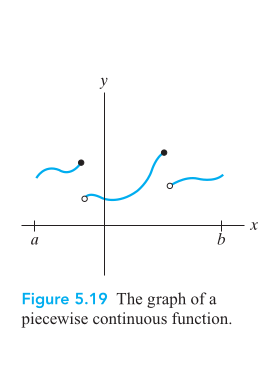 y
x
a
b
Figure 5.19 The graph of a
piecewise continuous function.